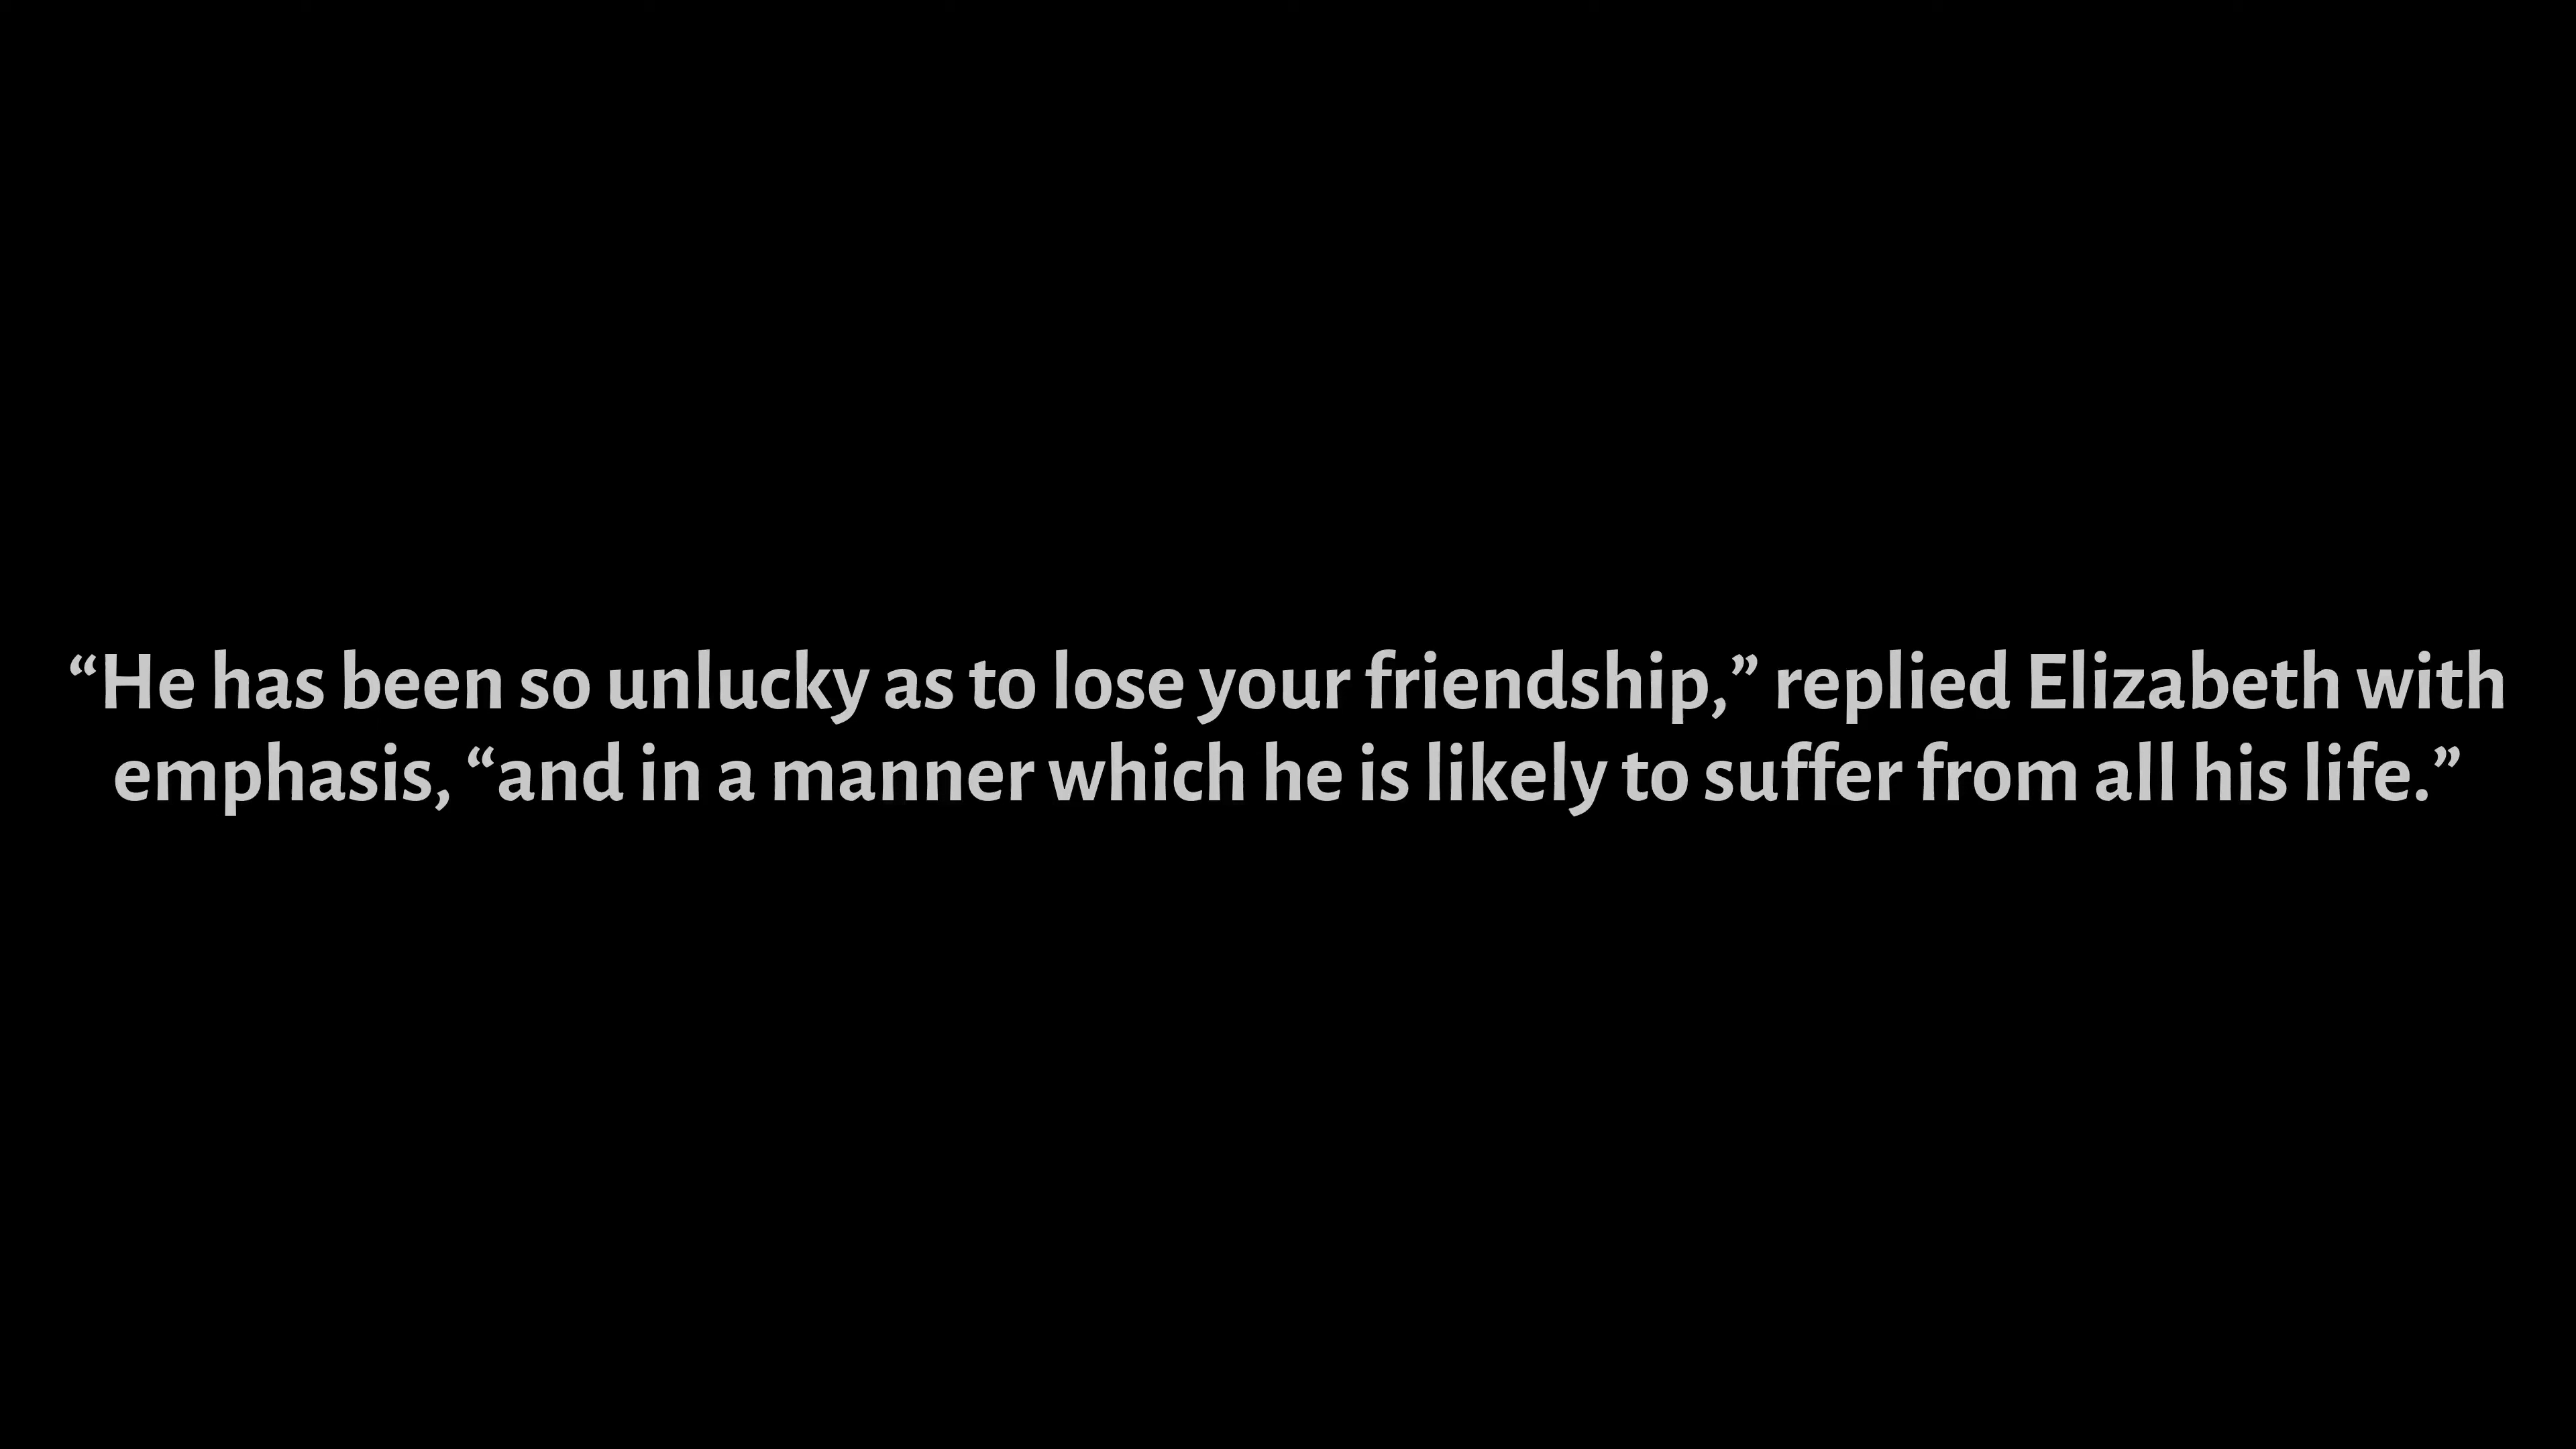 “He has been so unlucky as to lose your friendship,” replied Elizabeth with
emphasis, “and in a manner which he is likely to suffer from all his life.”